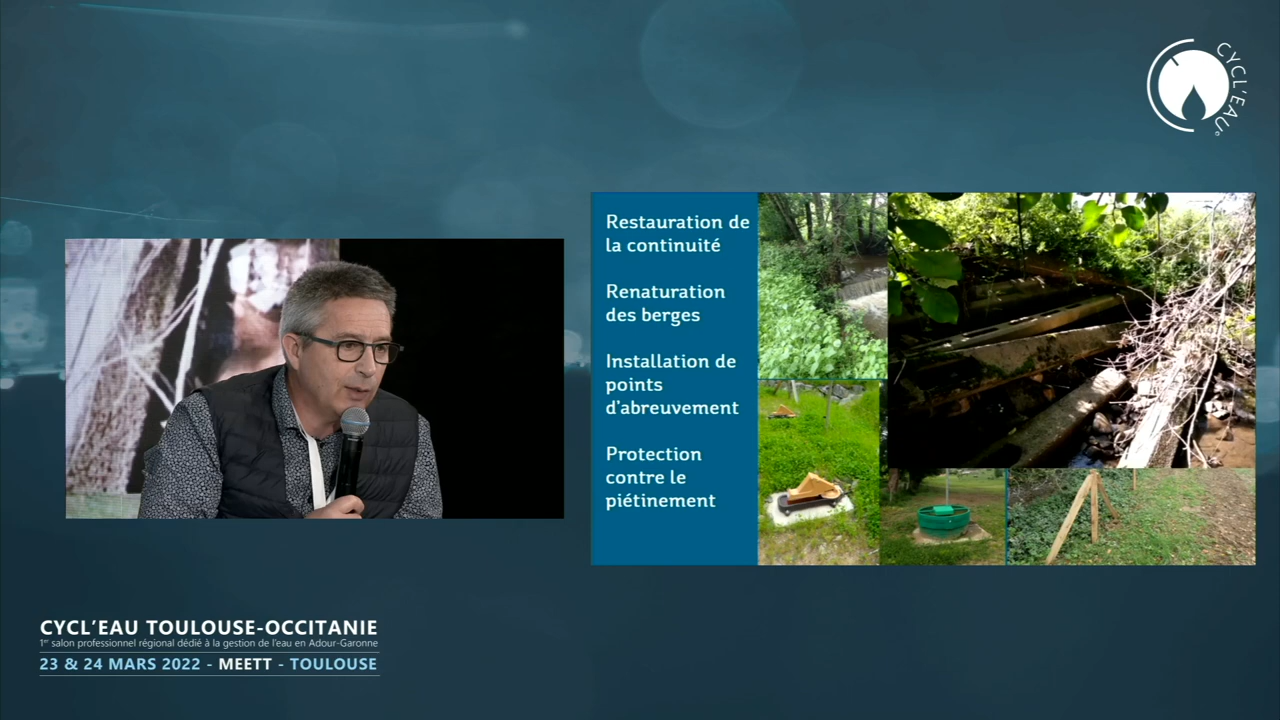 CYCL'EAU®
Restauration de
la continuité
Renaturation
des berges
Installation de
points
d'abreuvement
Protection
contre le
piétinement
CYCL'EAU TOULOUSE-OCCITANIE
1er salon professionnel régional dédié à la gestion de l'eau en Adour-Garonne
23 & 24 MARS 2022 - MEETT - TOULOUSE